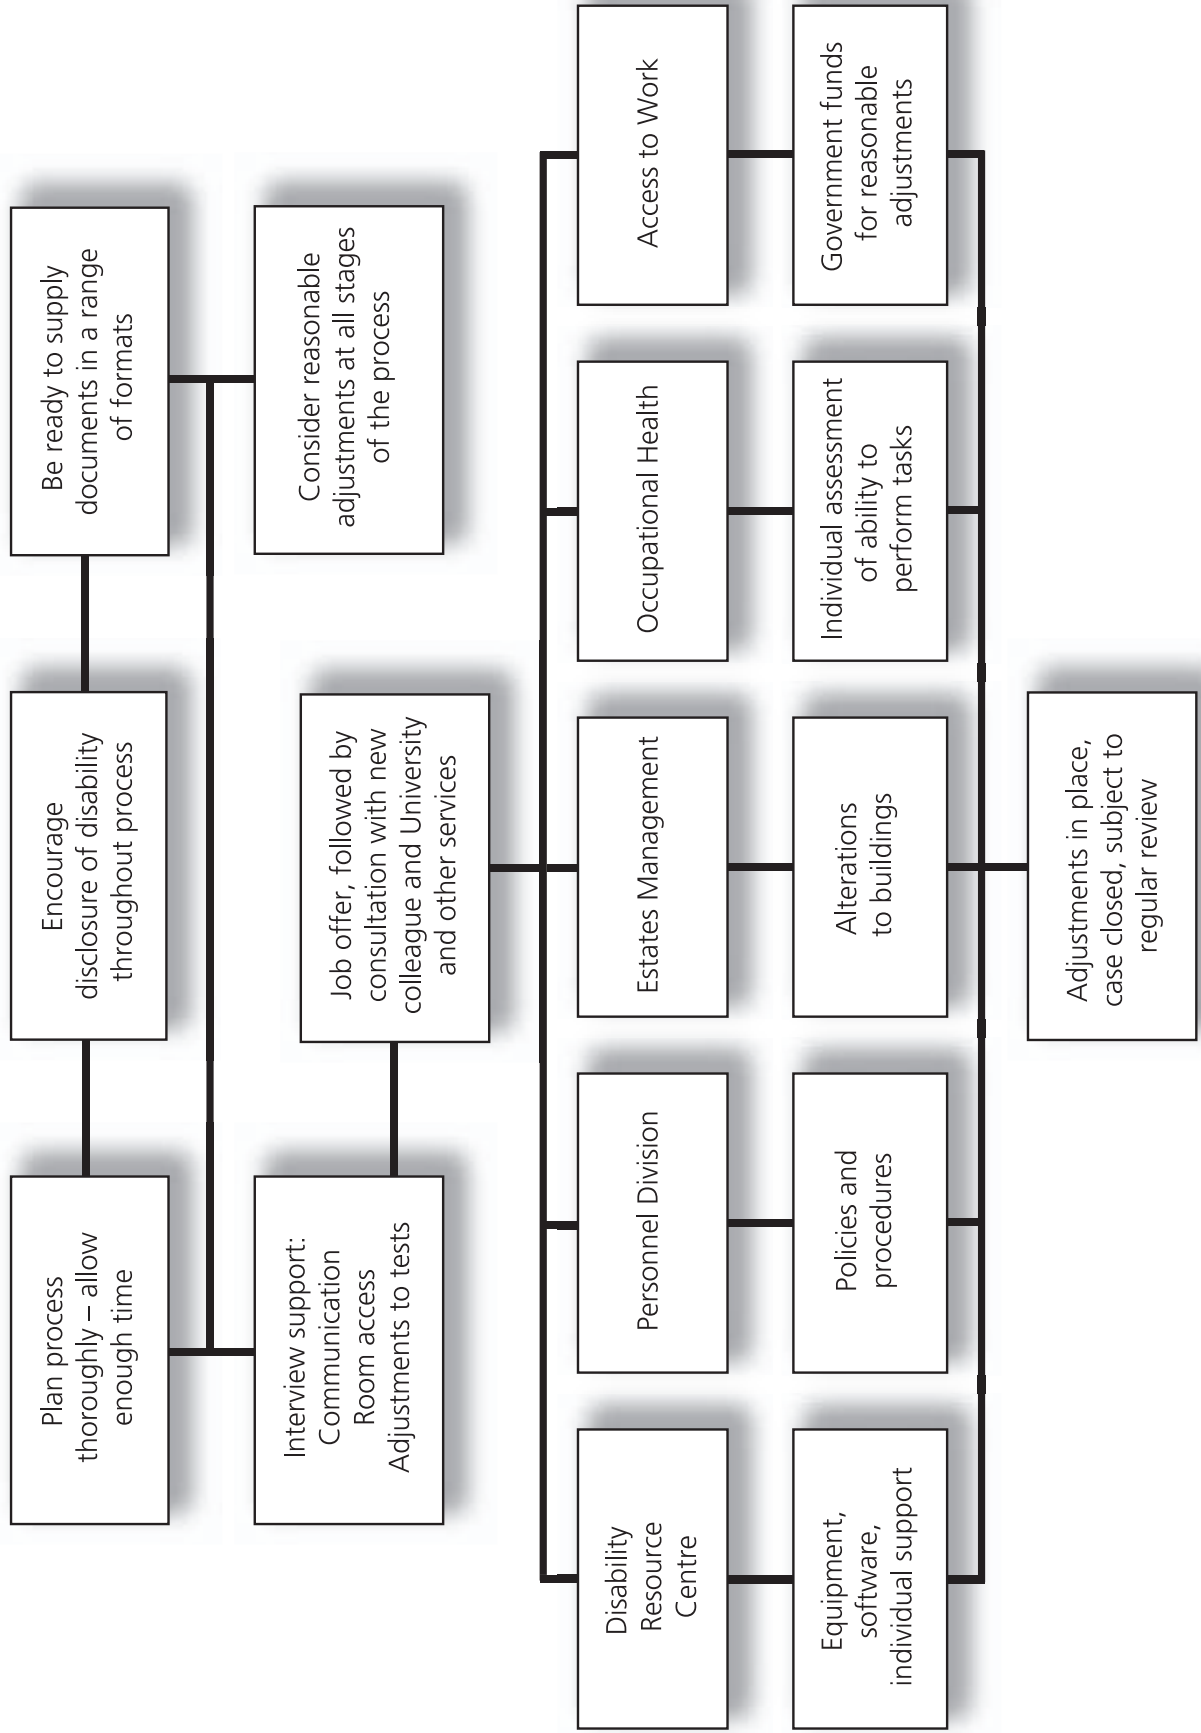 Plan process
thoroughly – allow
enough time
Encourage
disclosure of disability
throughout process
Be ready to supply
documents in a range
of formats
Interview support:
Communication
Room access
Adjustments to tests
Job offer, followed by
consultation with new
colleague and University
and other services
Consider reasonable
adjustments at all stages
of the process
Disability
Resource
Centre
Personnel Division
Estates Management
Occupational Health
Access to Work
Equipment,
software,
individual support
Policies and
procedures
Alterations
to buildings
Individual assessment
of ability to
perform tasks
Government funds
for reasonable
adjustments
Adjustments in place,
case closed, subject to
regular review